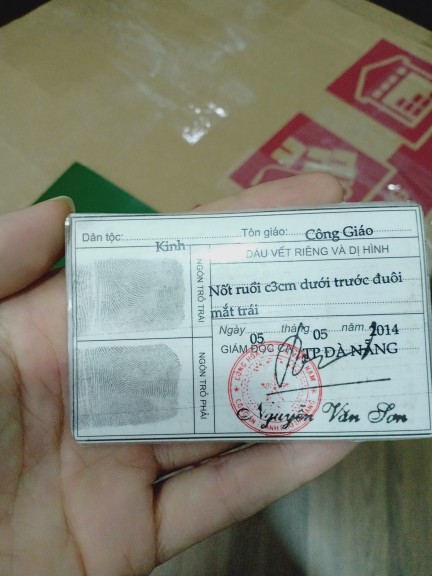 Dân tộc: Kinh Tôn giáo: Công Giáo
NGÓN TRỎ TRÁI
NGÓN TRỎ PHẢI
DẤU VẾT RIÊNG VÀ DỊ HÌNH
Nốt ruồi c3cm dưới trước đuôi
mắt trái
Ngày 05 tháng 05 năm 2014
GIÁM ĐỐC CA TP.ĐÀ NẴNG
Nguyễn Văn Sơn